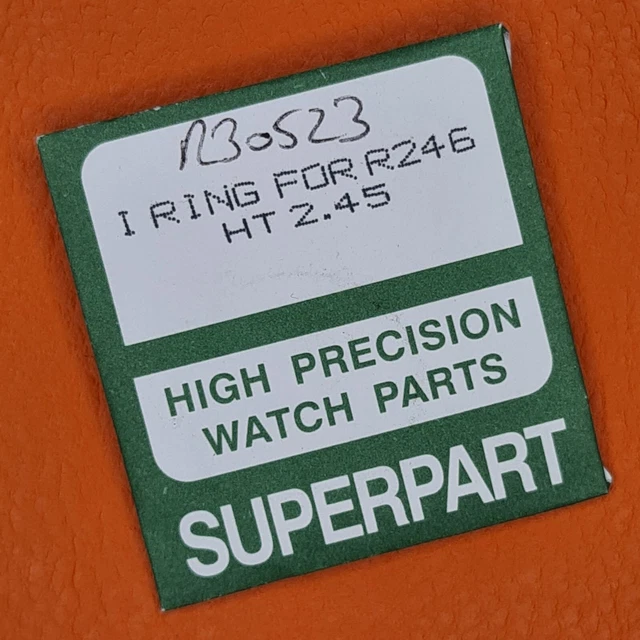 R30523
I RING FOR R246
HT 2.45
HIGH PRECISION
WATCH PARTS
SUPERPART